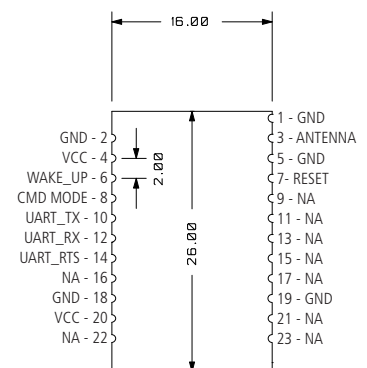 16.00
1 - GND
GND - 2
3 - ANTENNA
VCC - 4
5 - GND
2.00
WAKE_UP - 6
7- RESET
CMD MODE - 8
9 - NA
UART_TX - 10
11 - NA
UART_RX - 12
13 - NA
26.00
UART_RTS - 14
15 - NA
NA - 16
17 - NA
GND - 18
19 - GND
VCC - 20
21 - NA
NA - 22
23 - NA